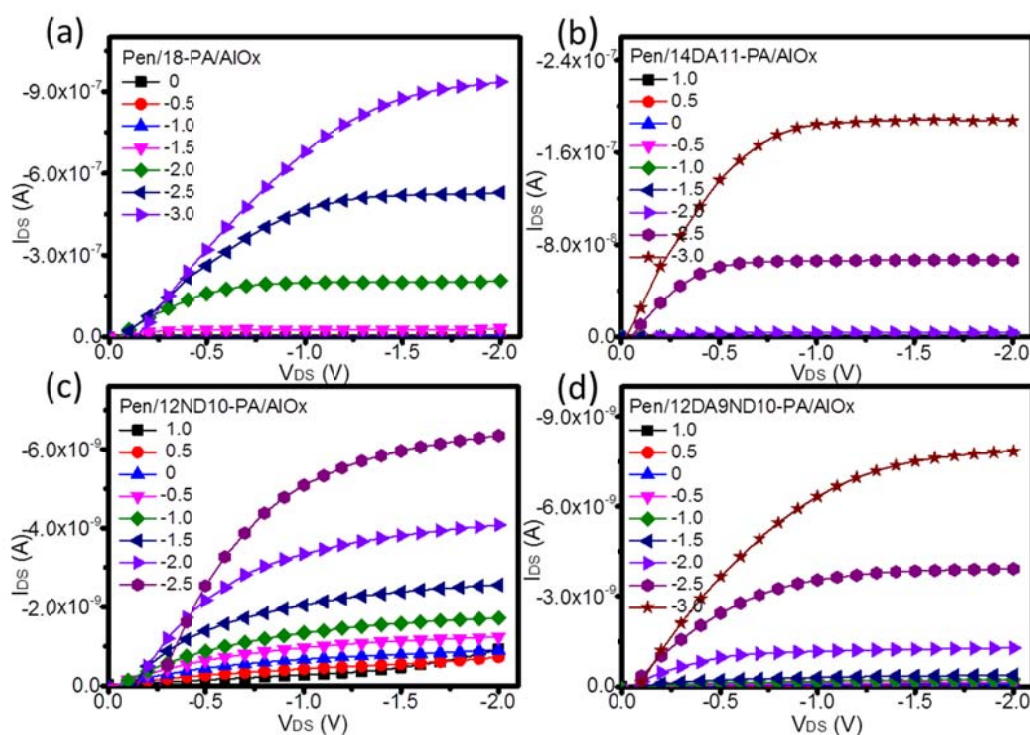 (a)
Pen/18-PA/AlOx
0
-0.5
-1.0
-1.5
-2.0
-2.5
-3.0
-9.0x10⁻⁷
-6.0x10⁻⁷
-3.0x10⁻⁷
0.0
IDS (A)
0.0 -0.5 -1.0 -1.5 -2.0
VDS (V)
(b)
Pen/14DA11-PA/AlOx
1.0
0.5
0
-0.5
-1.0
-1.5
-2.0
-2.5
-3.0
-2.4x10⁻⁷
-1.6x10⁻⁷
-8.0x10⁻⁸
0.0
IDS (A)
0.0 -0.5 -1.0 -1.5 -2.0
VDS (V)
(c)
Pen/12ND10-PA/AlOx
1.0
0.5
0
-0.5
-1.0
-1.5
-2.0
-2.5
-6.0x10⁻⁹
-4.0x10⁻⁹
-2.0x10⁻⁹
0.0
IDS (A)
0.0 -0.5 -1.0 -1.5 -2.0
VDS (V)
(d)
Pen/12DA9ND10-PA/AlOx
1.0
0.5
0
-0.5
-1.0
-1.5
-2.0
-2.5
-3.0
-9.0x10⁻⁹
-6.0x10⁻⁹
-3.0x10⁻⁹
0.0
IDS (A)
0.0 -0.5 -1.0 -1.5 -2.0
VDS (V)